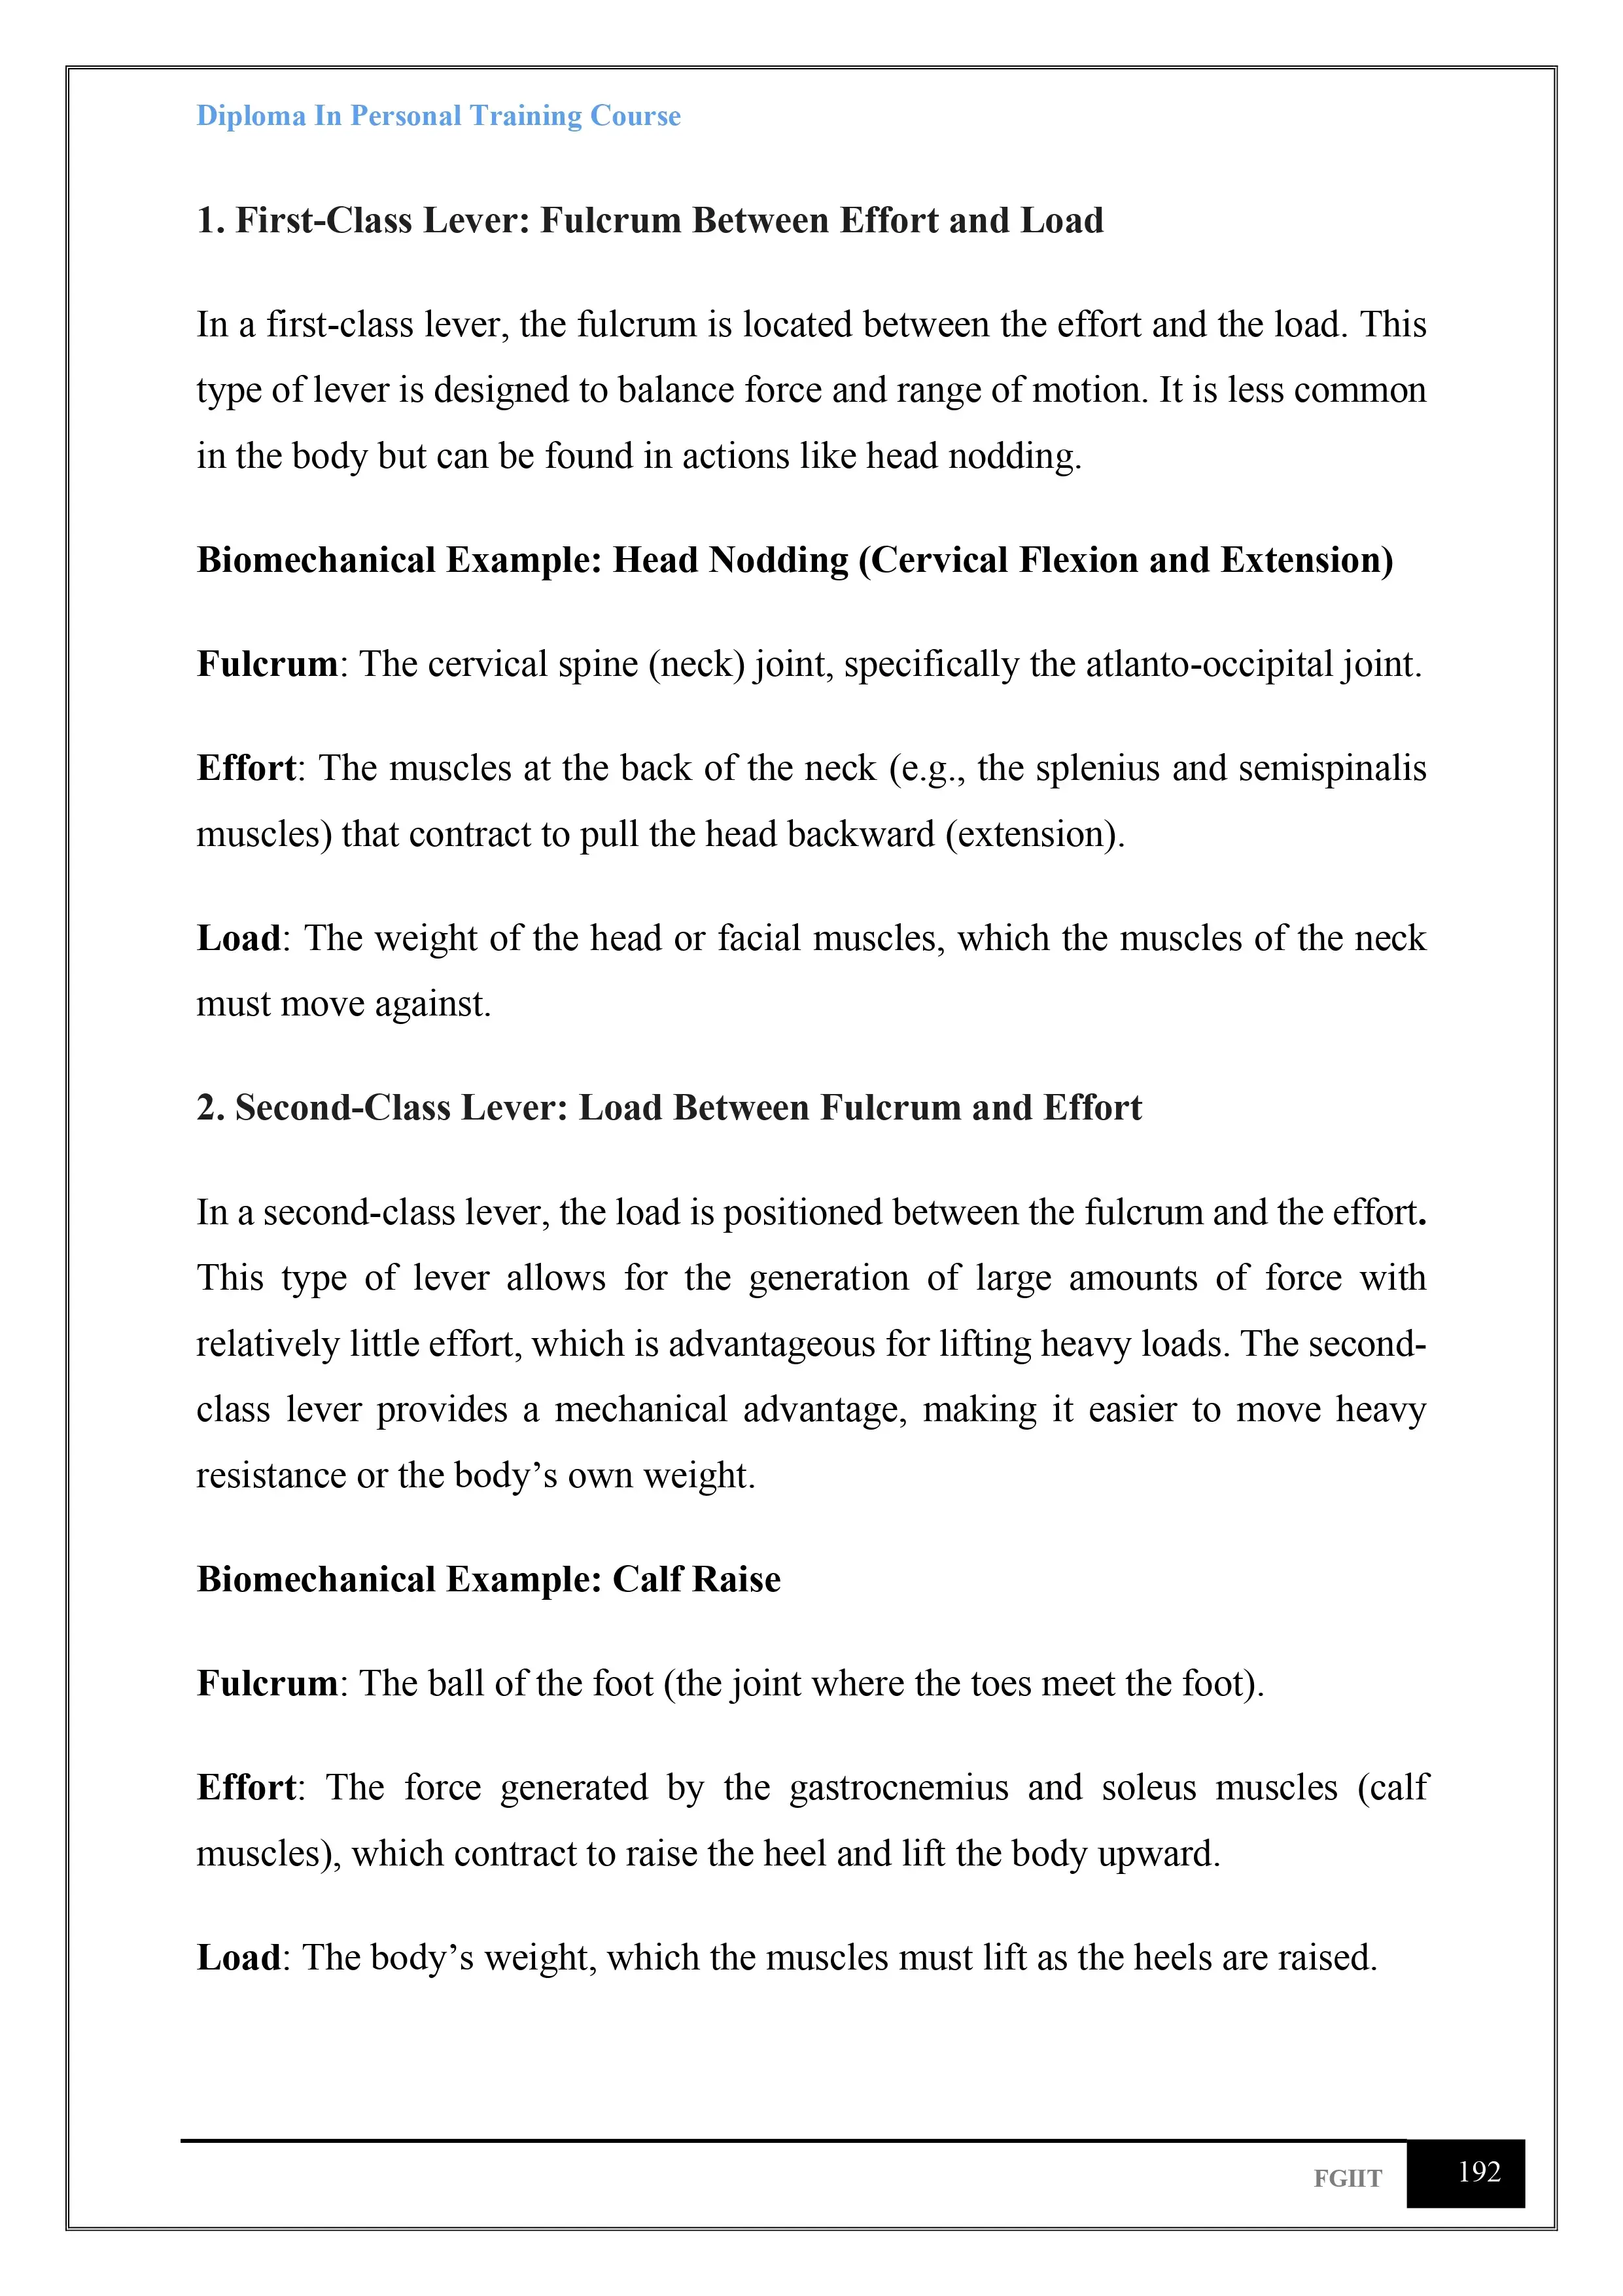 Diploma In Personal Training Course
1. First-Class Lever: Fulcrum Between Effort and Load
In a first-class lever, the fulcrum is located between the effort and the load. This
type of lever is designed to balance force and range of motion. It is less common
in the body but can be found in actions like head nodding.
Biomechanical Example: Head Nodding (Cervical Flexion and Extension)
Fulcrum: The cervical spine (neck) joint, specifically the atlanto-occipital joint.
Effort: The muscles at the back of the neck (e.g., the splenius and semispinalis
muscles) that contract to pull the head backward (extension).
Load: The weight of the head or facial muscles, which the muscles of the neck
must move against.
2. Second-Class Lever: Load Between Fulcrum and Effort
In a second-class lever, the load is positioned between the fulcrum and the effort.
This type of lever allows for the generation of large amounts of force with
relatively little effort, which is advantageous for lifting heavy loads. The second-
class lever provides a mechanical advantage, making it easier to move heavy
resistance or the body’s own weight.
Biomechanical Example: Calf Raise
Fulcrum: The ball of the foot (the joint where the toes meet the foot).
Effort: The force generated by the gastrocnemius and soleus muscles (calf
muscles), which contract to raise the heel and lift the body upward.
Load: The body’s weight, which the muscles must lift as the heels are raised.
FGIIT 192